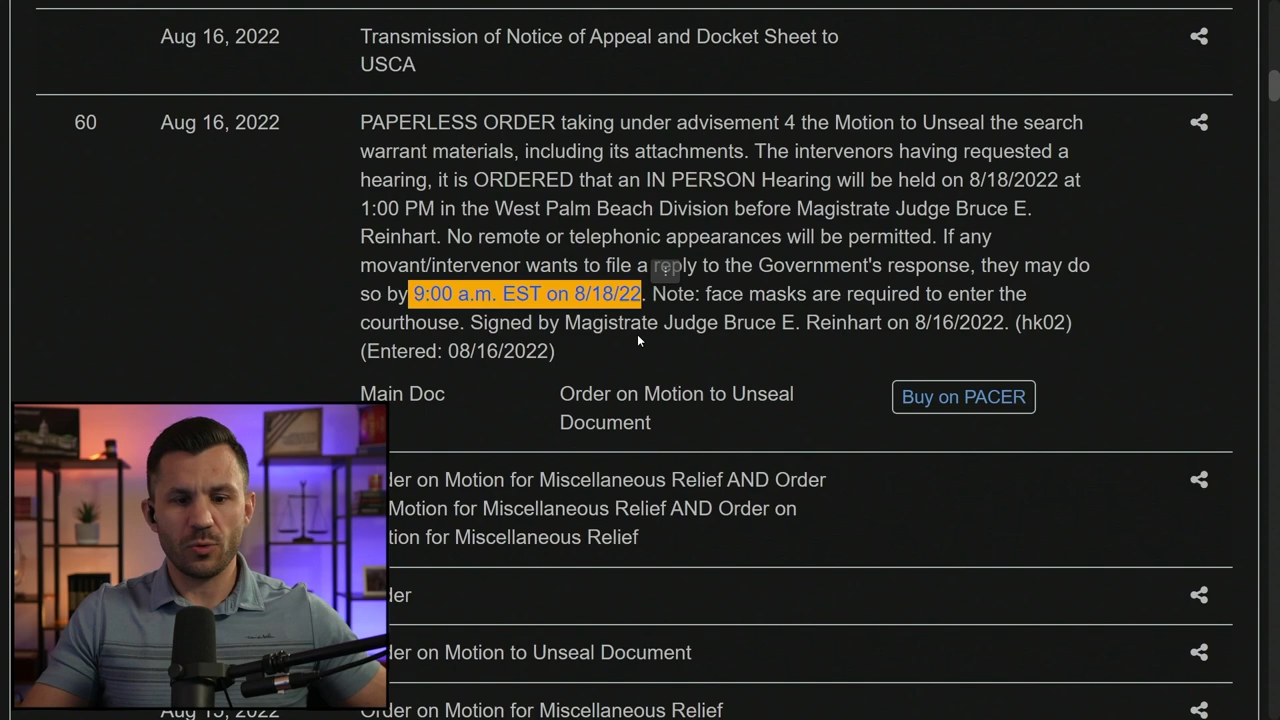 Aug 16, 2022
Transmission of Notice of Appeal and Docket Sheet to
USCA
60
Aug 16, 2022
PAPERLESS ORDER taking under advisement 4 the Motion to Unseal the search
warrant materials, including its attachments. The intervenors having requested a
hearing, it is ORDERED that an IN PERSON Hearing will be held on 8/18/2022 at
1:00 PM in the West Palm Beach Division before Magistrate Judge Bruce E.
Reinhart. No remote or telephonic appearances will be permitted. If any
movant/intervenor wants to file a reply to the Government's response, they may do
so by 9:00 a.m. EST on 8/18/22. Note: face masks are required to enter the
courthouse. Signed by Magistrate Judge Bruce E. Reinhart on 8/16/2022. (hk02)
(Entered: 08/16/2022)
Main Doc
Order on Motion to Unseal
Document
Buy on PACER
der on Motion for Miscellaneous Relief AND Order
Motion for Miscellaneous Relief AND Order on
tion for Miscellaneous Relief
der
der on Motion to Unseal Document
Aug 15, 2022
Order on Motion for Miscellaneous Relief